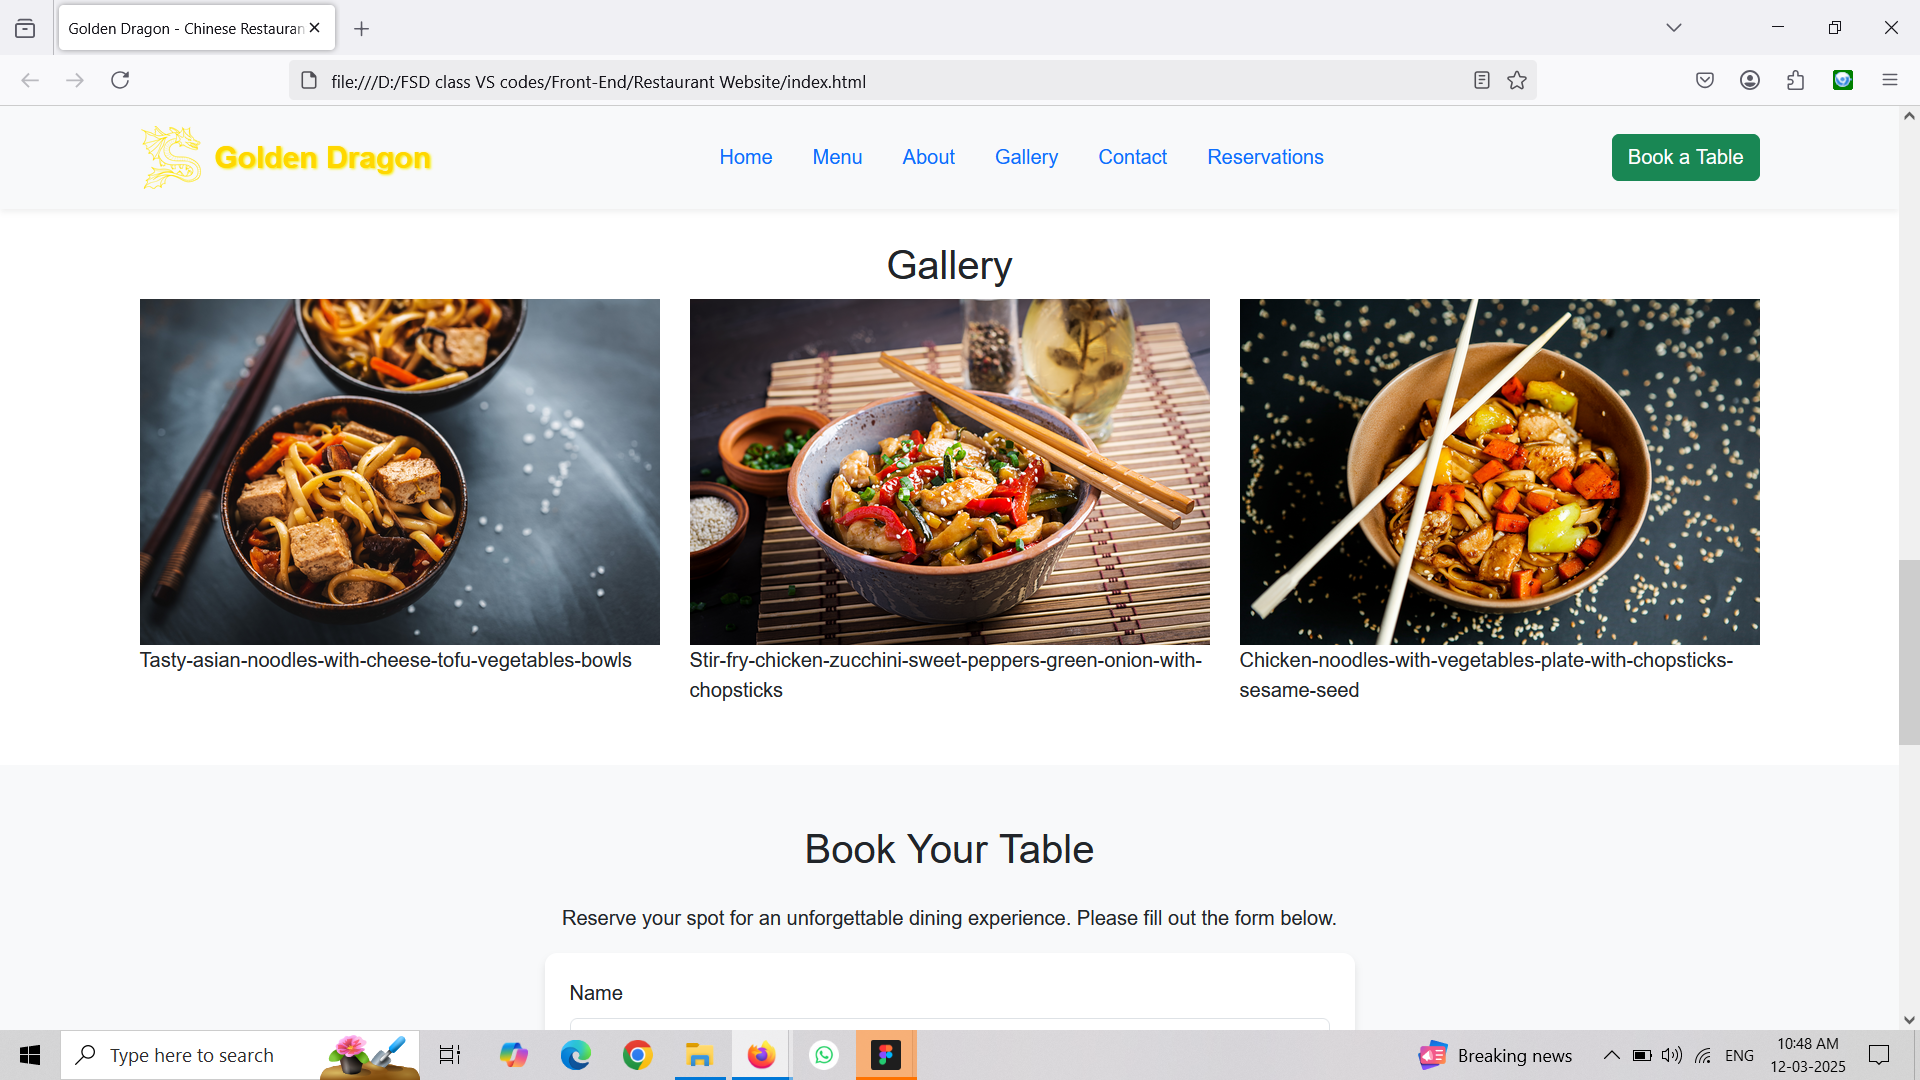 Golden Dragon - Chinese Restauran
file:///D:/FSD class VS codes/Front-End/Restaurant Website/index.html
Golden Dragon
Home
Menu
About
Gallery
Contact
Reservations
Book a Table
Gallery
Tasty-asian-noodles-with-cheese-tofu-vegetables-bowls
Stir-fry-chicken-zucchini-sweet-peppers-green-onion-with-
chopsticks
Chicken-noodles-with-vegetables-plate-with-chopsticks-
sesame-seed
Book Your Table
Reserve your spot for an unforgettable dining experience. Please fill out the form below.
Name
Type here to search
Breaking news
ENG
10:48 AM
12-03-2025